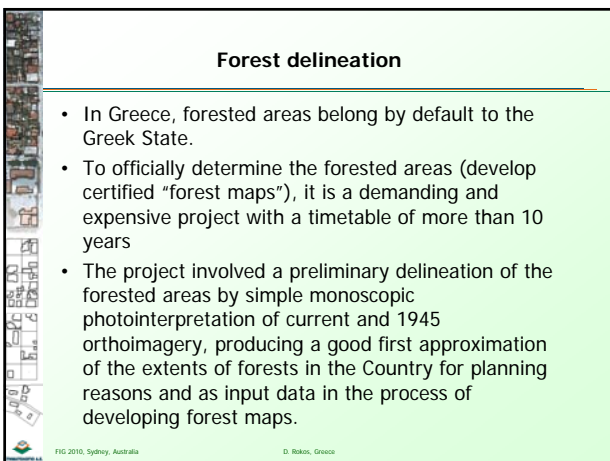 Forest delineation
• In Greece, forested areas belong by default to the
Greek State.
• To officially determine the forested areas (develop
certified “forest maps”), it is a demanding and
expensive project with a timetable of more than 10
years
• The project involved a preliminary delineation of the
forested areas by simple monoscopic
photointerpretation of current and 1945
orthoimagery, producing a good first approximation
of the extents of forests in the Country for planning
reasons and as input data in the process of
developing forest maps.
FIG 2010, Sydney, Australia D. Rokos, Greece